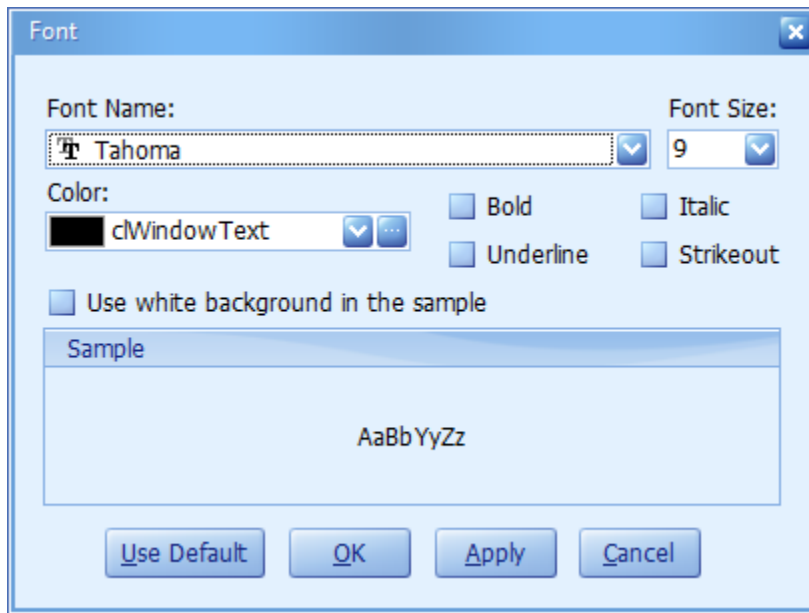 Font
Font Name: Font Size:
Tahoma 9
Color:
clWindowText ...
Bold Italic
Underline Strikeout
Use white background in the sample
Sample
AaBbYyZz
Use Default OK Apply Cancel